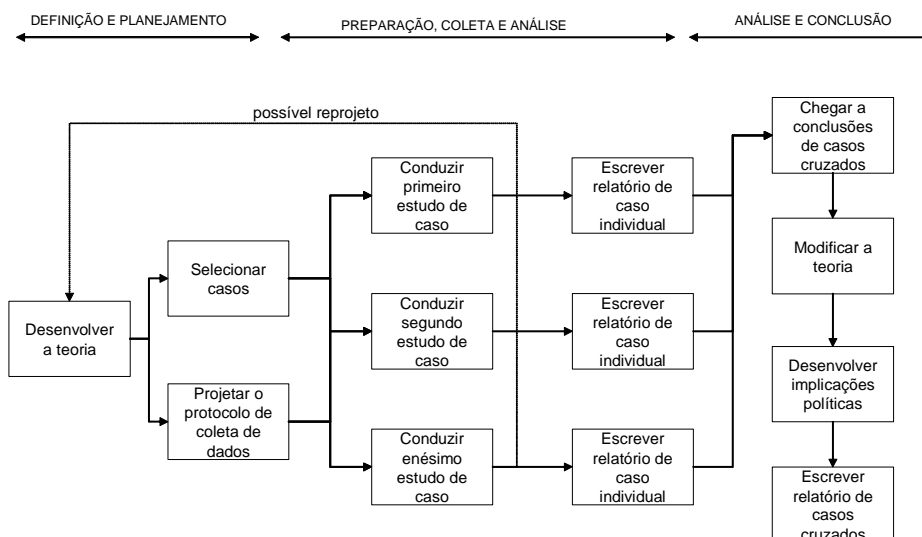 DEFINIÇÃO E PLANEJAMENTO
PREPARAÇÃO, COLETA E ANÁLISE
ANÁLISE E CONCLUSÃO
possível reprojeto
Desenvolver
a teoria
Selecionar
casos
Projetar o
protocolo de
coleta de
dados
Conduzir
primeiro
estudo de
caso
Conduzir
segundo
estudo de
caso
Conduzir
enésimo
estudo de
caso
Escrever
relatório de
caso
individual
Escrever
relatório de
caso
individual
Escrever
relatório de
caso
individual
Chegar a
conclusões
de casos
cruzados
Modificar a
teoria
Desenvolver
implicações
políticas
Escrever
relatório de
casos
cruzados